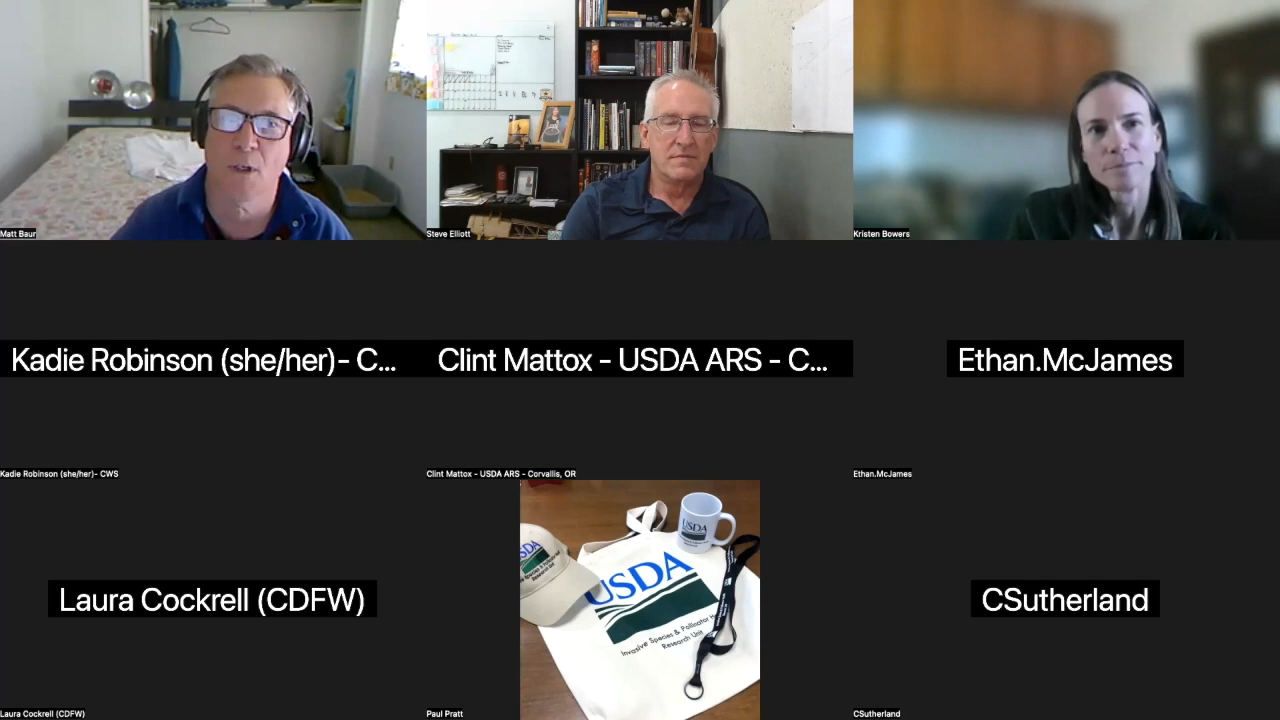 Matt Baur
Steve Elliott
Kristen Bowers
Kadie Robinson (she/her)- C...
Clint Mattox - USDA ARS - C...
Ethan.McJames
Kadie Robinson (she/her)- CWS
Clint Mattox - USDA ARS - Corvallis, OR
Ethan.McJames
USDA
USDA
Invasive Species & Pollinator
Research Unit
Laura Cockrell (CDFW)
CSutherland
Laura Cockrell (CDFW)
Paul Pratt
CSutherland